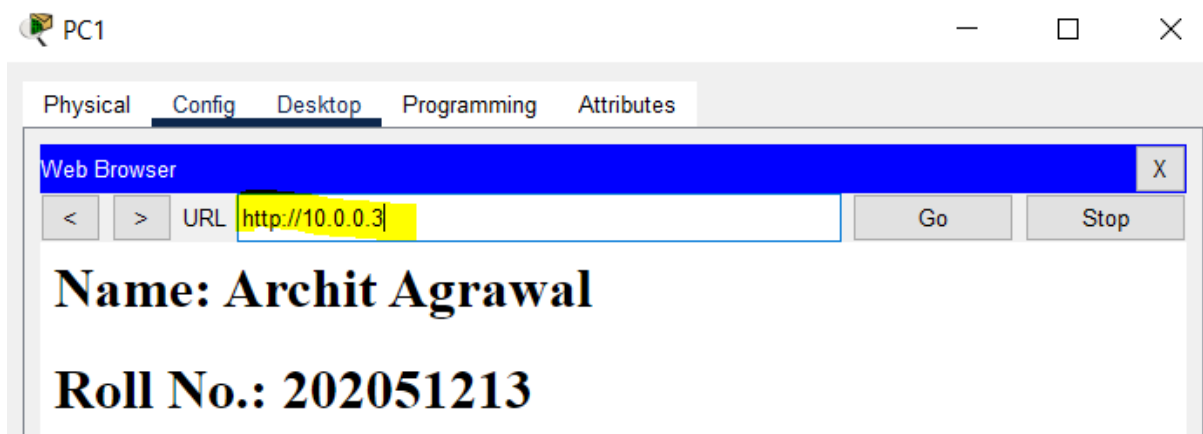 PC1
Physical Config Desktop Programming Attributes
Web Browser X
< > URL http://10.0.0.3 Go Stop
Name: Archit Agrawal
Roll No.: 202051213